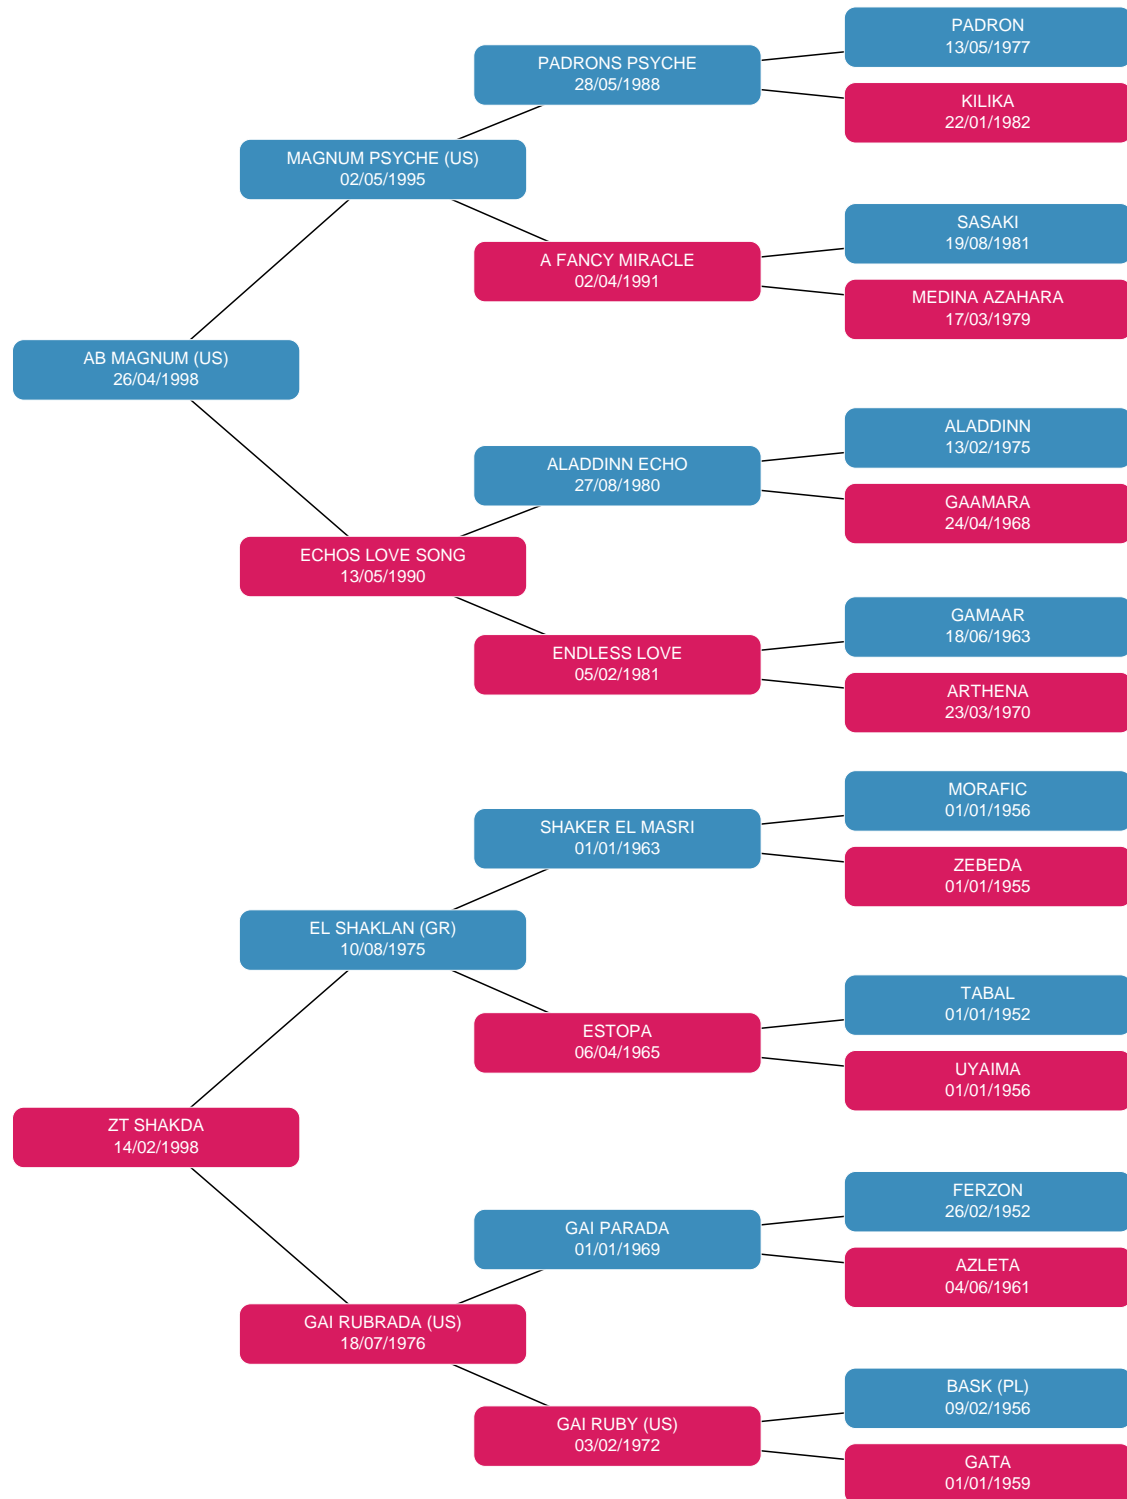 PADRON
13/05/1977
PADRONS PSYCHE
28/05/1988
KILIKA
22/01/1982
MAGNUM PSYCHE (US)
02/05/1995
SASAKI
19/08/1981
A FANCY MIRACLE
02/04/1991
MEDINA AZAHARA
17/03/1979
AB MAGNUM (US)
26/04/1998
ALADDINN
13/02/1975
ALADDINN ECHO
27/08/1980
GAAMARA
24/04/1968
ECHOS LOVE SONG
13/05/1990
GAMAAR
18/06/1963
ENDLESS LOVE
05/02/1981
ARTHENA
23/03/1970
MORAFIC
01/01/1956
SHAKER EL MASRI
01/01/1963
ZEBEDA
01/01/1955
EL SHAKLAN (GR)
10/08/1975
TABAL
01/01/1952
ESTOPA
06/04/1965
UYAIMA
01/01/1956
ZT SHAKDA
14/02/1998
FERZON
26/02/1952
GAI PARADA
01/01/1969
AZLETA
04/06/1961
GAI RUBRADA (US)
18/07/1976
BASK (PL)
09/02/1956
GAI RUBY (US)
03/02/1972
GATA
01/01/1959